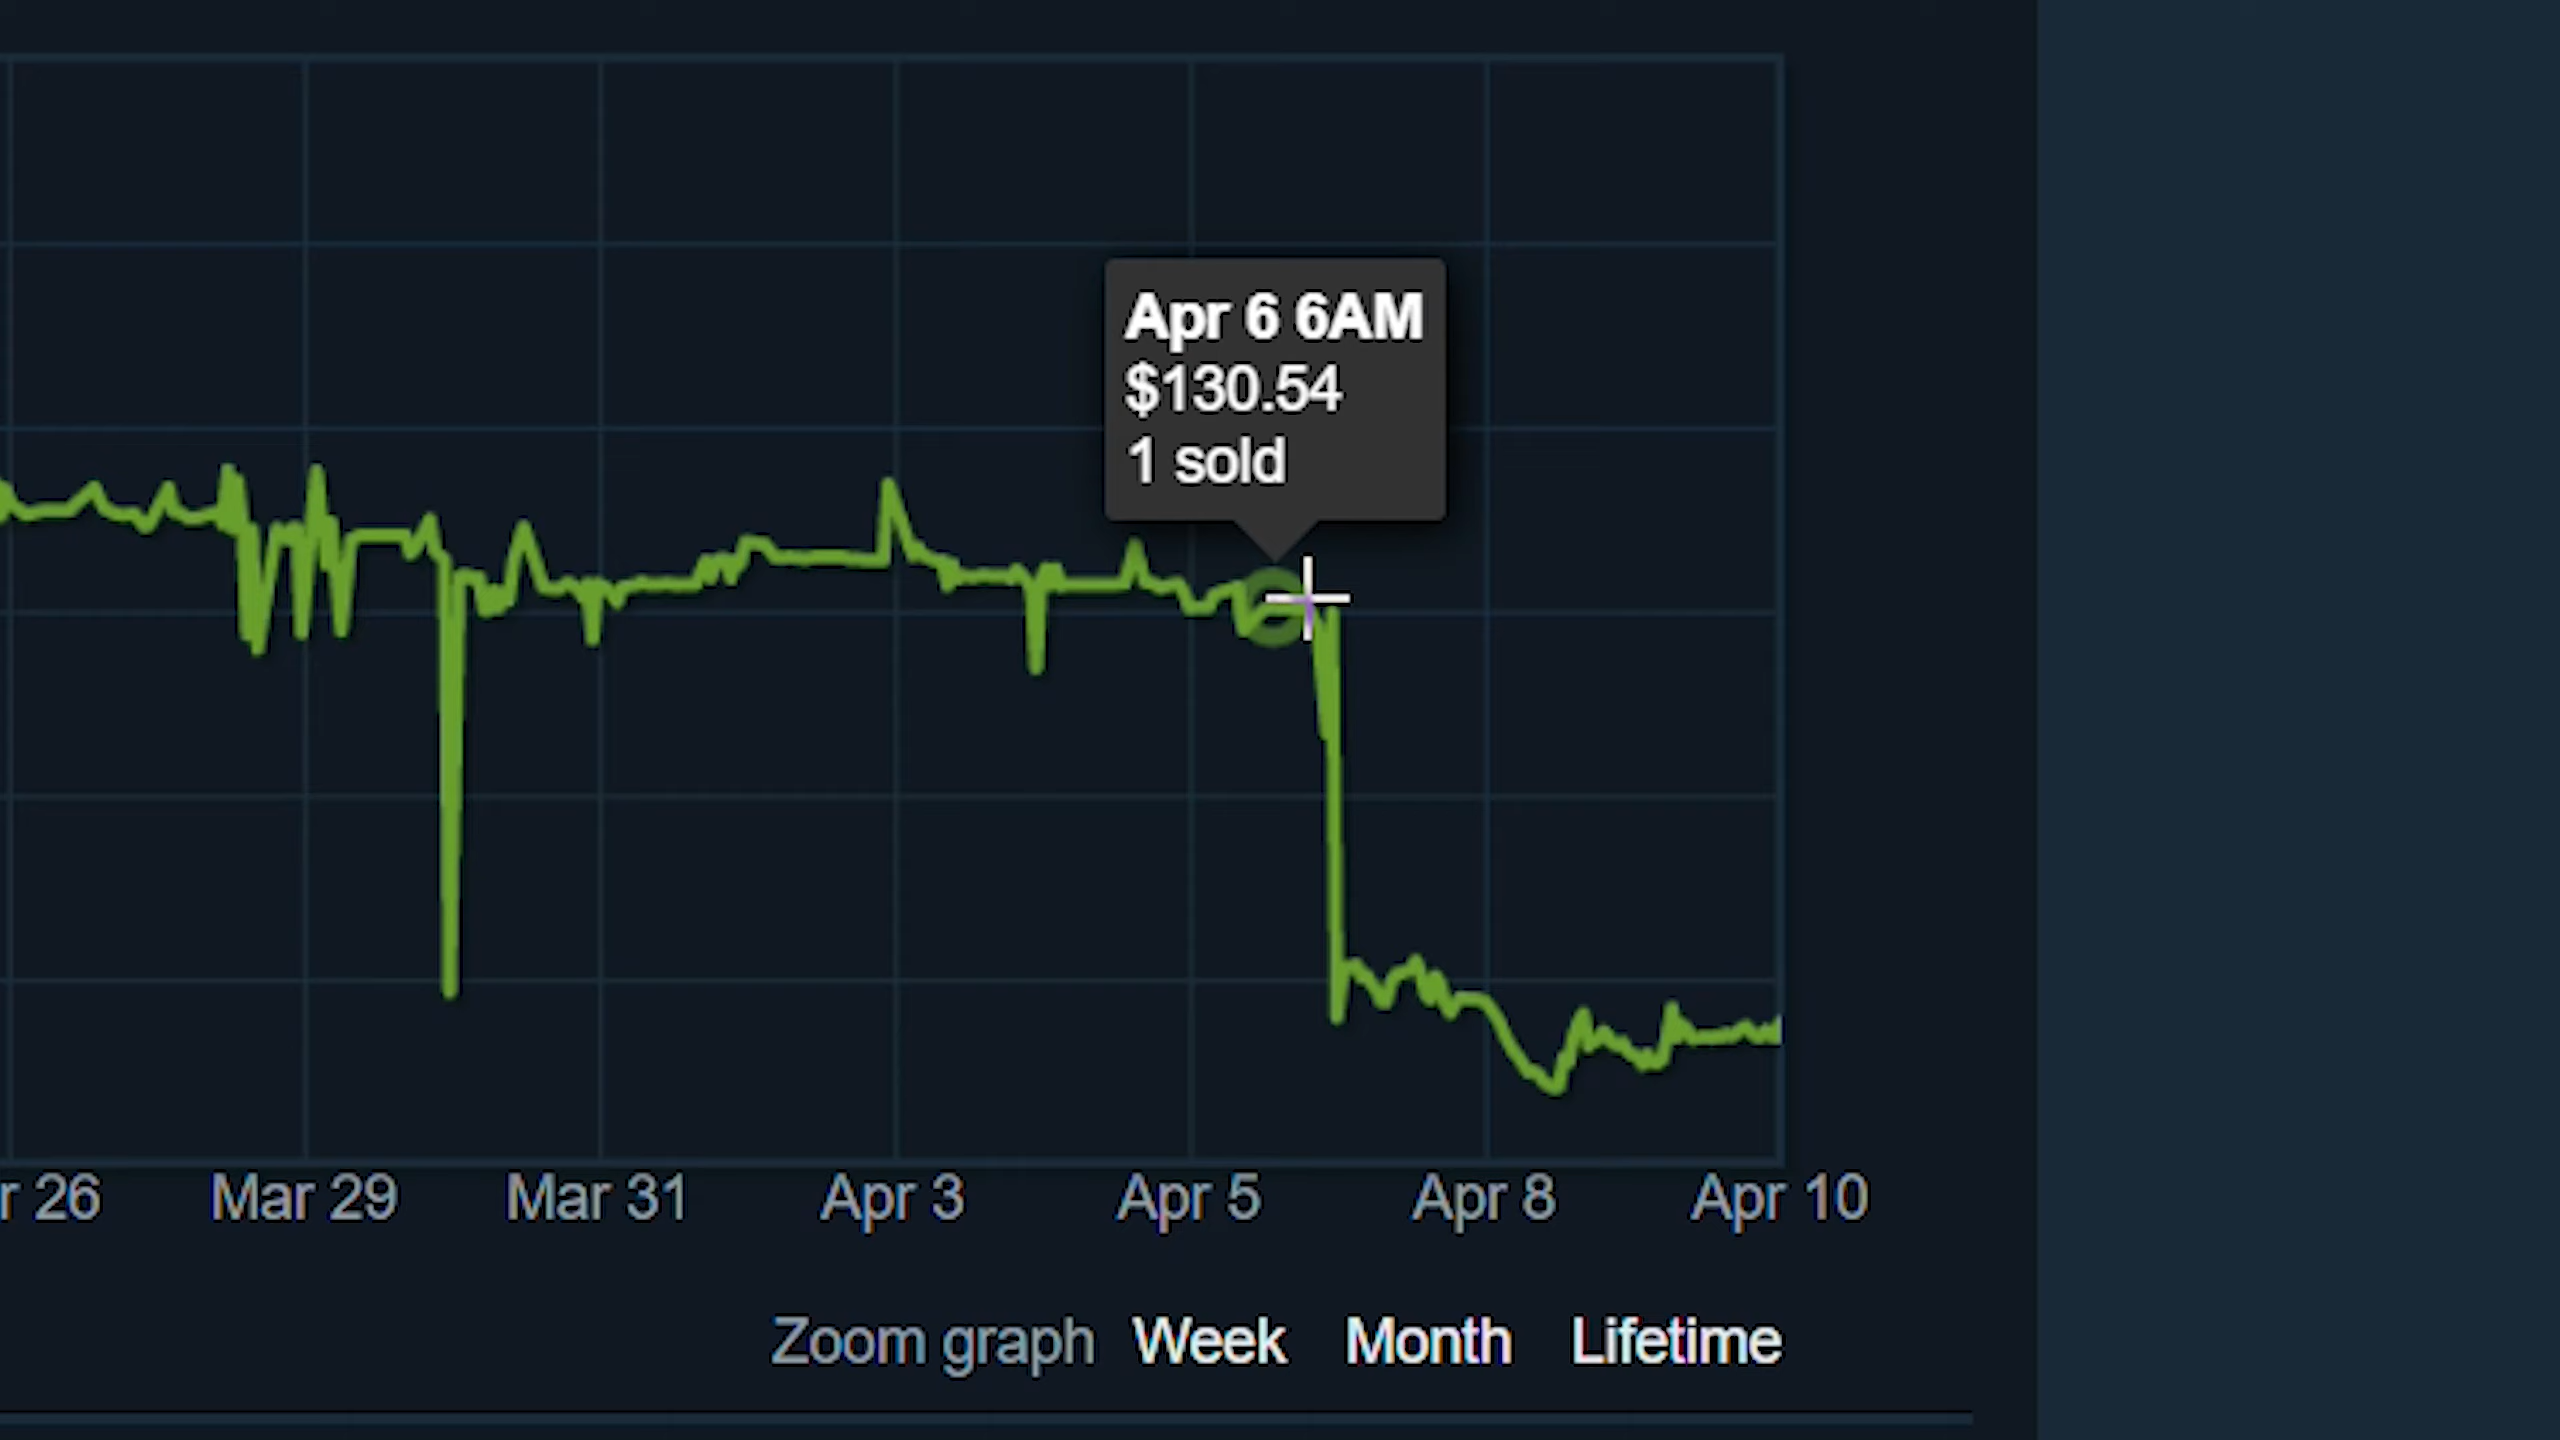 Apr 6 6AM
$130.54
1 sold
r 26 Mar 29 Mar 31 Apr 3 Apr 5 Apr 8 Apr 10
Zoom graph Week Month Lifetime